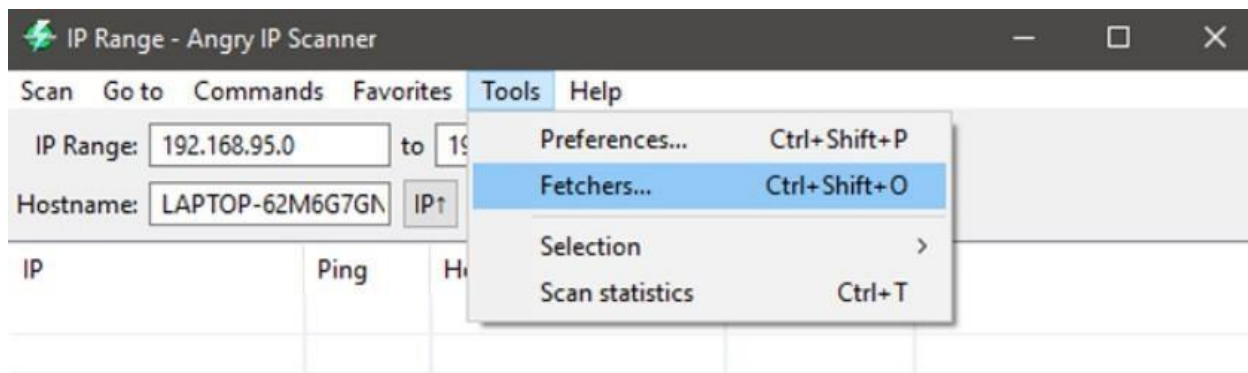 IP Range - Angry IP Scanner
Scan Go to Commands Favorites Tools Help
IP Range: 192.168.95.0 to
Preferences... Ctrl+Shift+P
Fetchers... Ctrl+Shift+O
Hostname: LAPTOP-62M6G7GN IP↑
Selection >
Scan statistics Ctrl+T
IP Ping